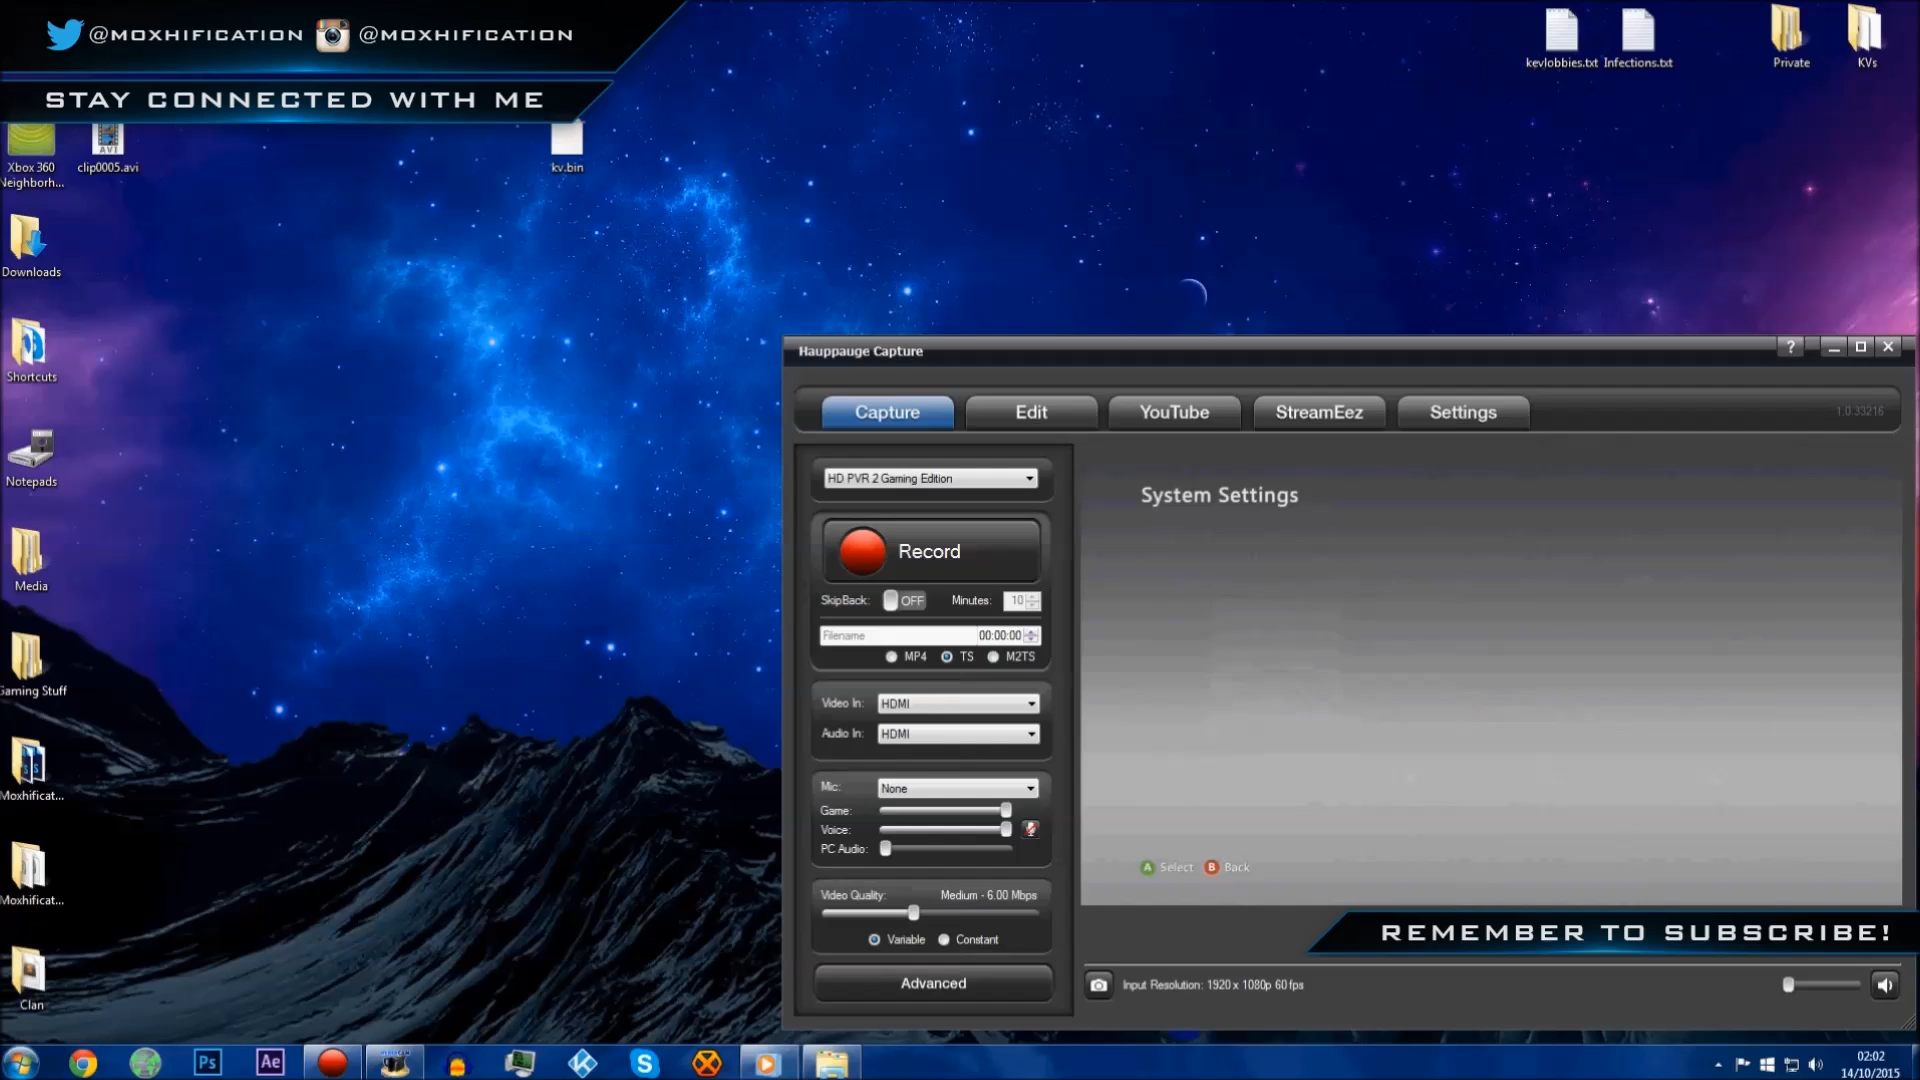 @MOXHIFICATION @MOXHIFICATION
STAY CONNECTED WITH ME
kevlobbies.txt
Infections.txt
Private
KVs
Xbox 360
Neighborh...
clip0005.avi
AVI
kv.bin
Downloads
Shortcuts
Notepads
Media
Gaming Stuff
Moxhificat...
Moxhificat...
Clan
Hauppauge Capture
?
Capture
Edit
YouTube
StreamEez
Settings
1.0.33216
HD PVR 2 Gaming Edition
Record
SkipBack: OFF Minutes: 10
Filename 00:00:00
MP4 TS M2TS
Video In: HDMI
Audio In: HDMI
Mic: None
Game:
Voice:
PC Audio:
Video Quality: Medium - 6.00 Mbps
Variable Constant
Advanced
System Settings
A Select B Back
REMEMBER TO SUBSCRIBE!
Input Resolution: 1920 x 1080p 60 fps
Ps
Ae
02:02
14/10/2015